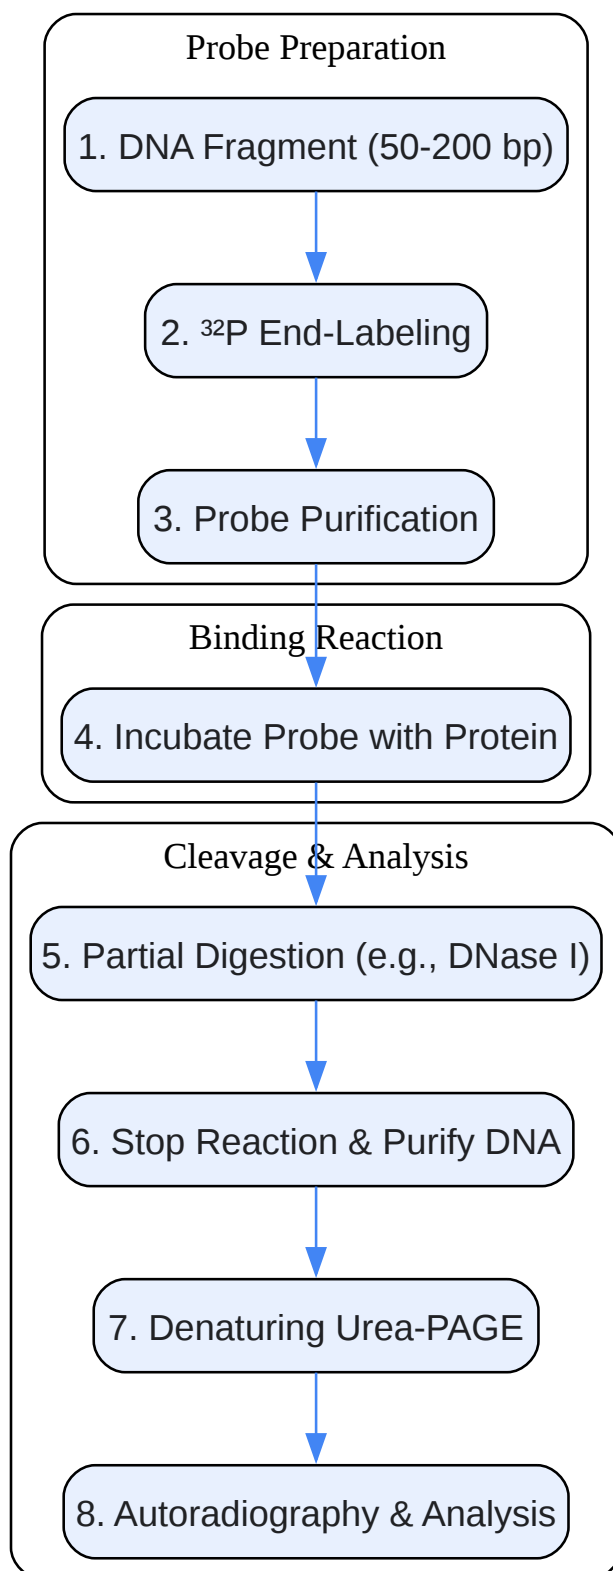 Probe Preparation
1. DNA Fragment (50-200 bp)
2. ³²P End-Labeling
3. Probe Purification
Binding Reaction
4. Incubate Probe with Protein
Cleavage & Analysis
5. Partial Digestion (e.g., DNase I)
6. Stop Reaction & Purify DNA
7. Denaturing Urea-PAGE
8. Autoradiography & Analysis